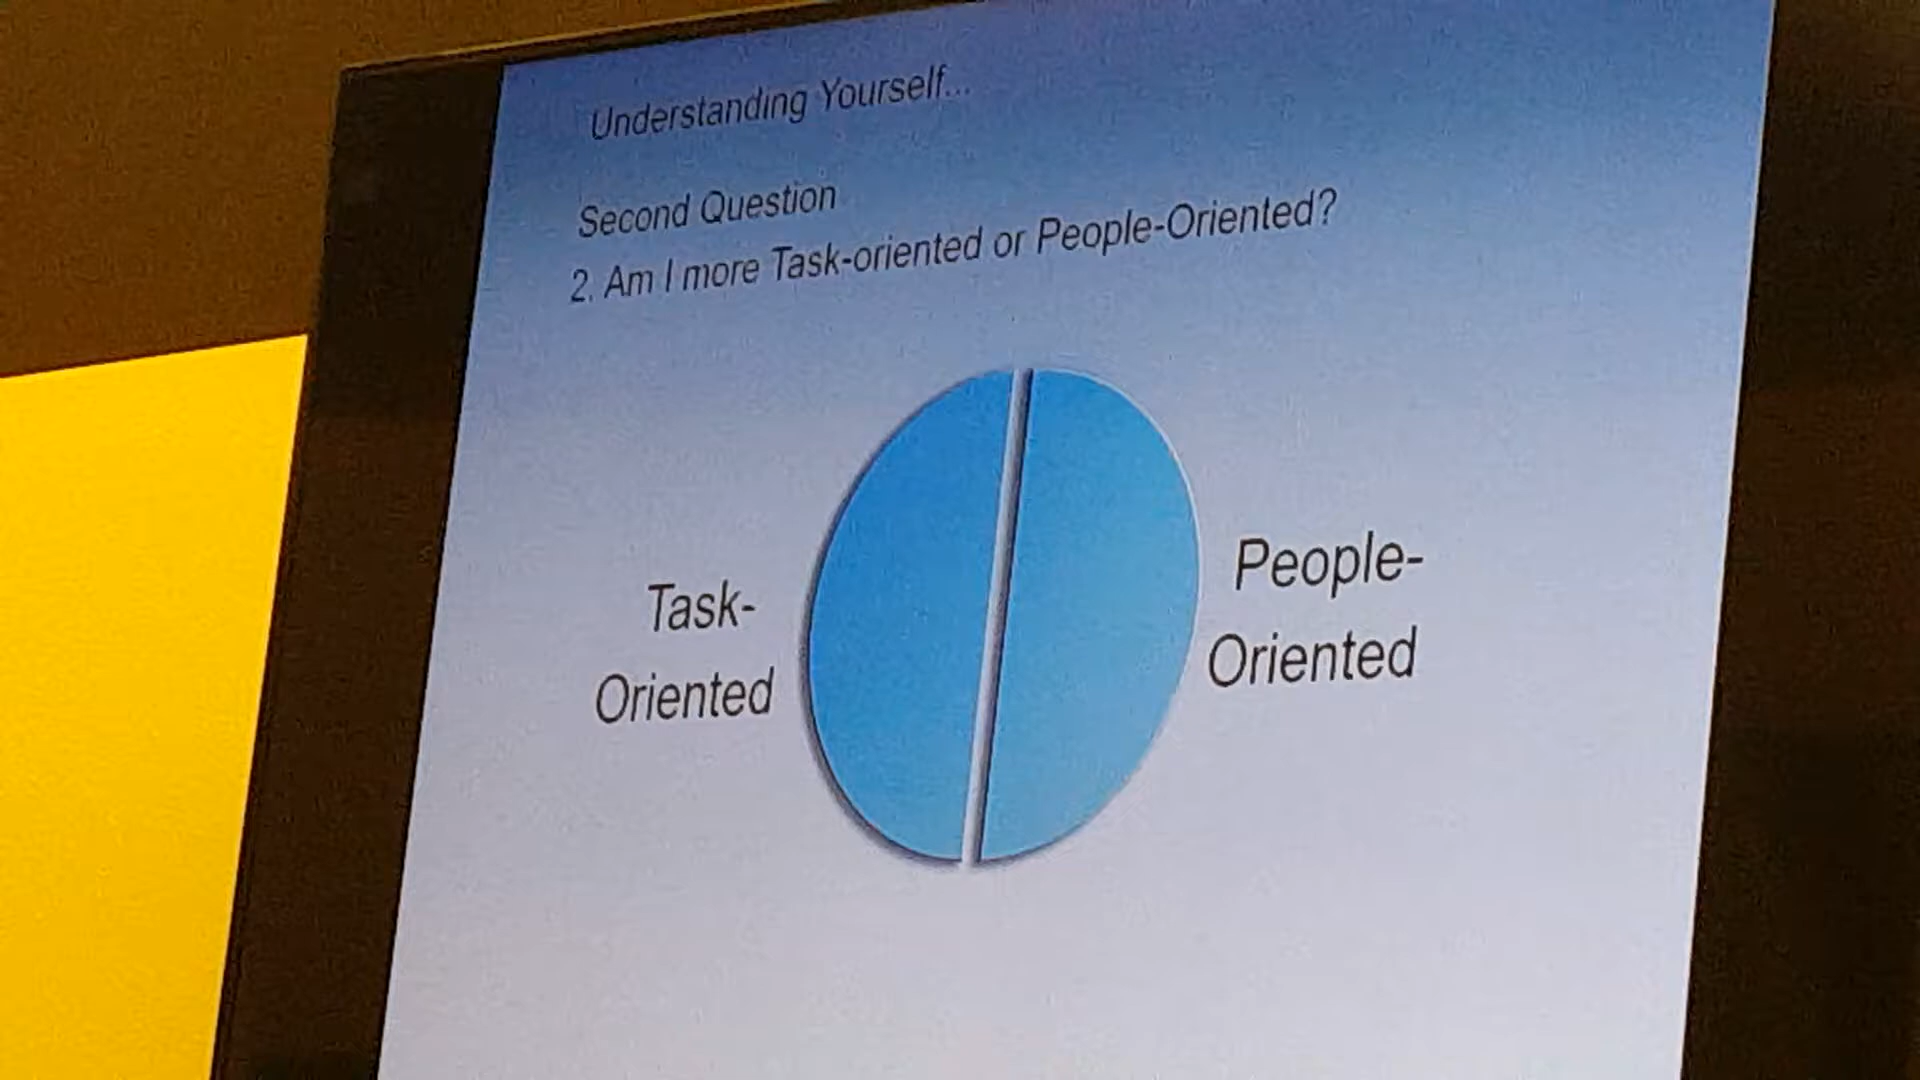 Understanding Yourself...
Second Question
2. Am I more Task-oriented or People-Oriented?
Task-
Oriented
People-
Oriented